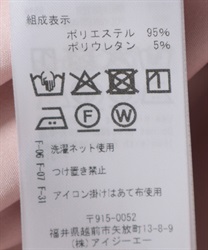 組成表示
ポリエステル 95%
ポリウレタン 5%
F W
F-06 F-07 F-31
洗濯ネット使用
つけ置き禁止
アイコン掛けはあて布使用
〒915-0052
福井県越前市矢放町13-8-9
(株)アイジーエー